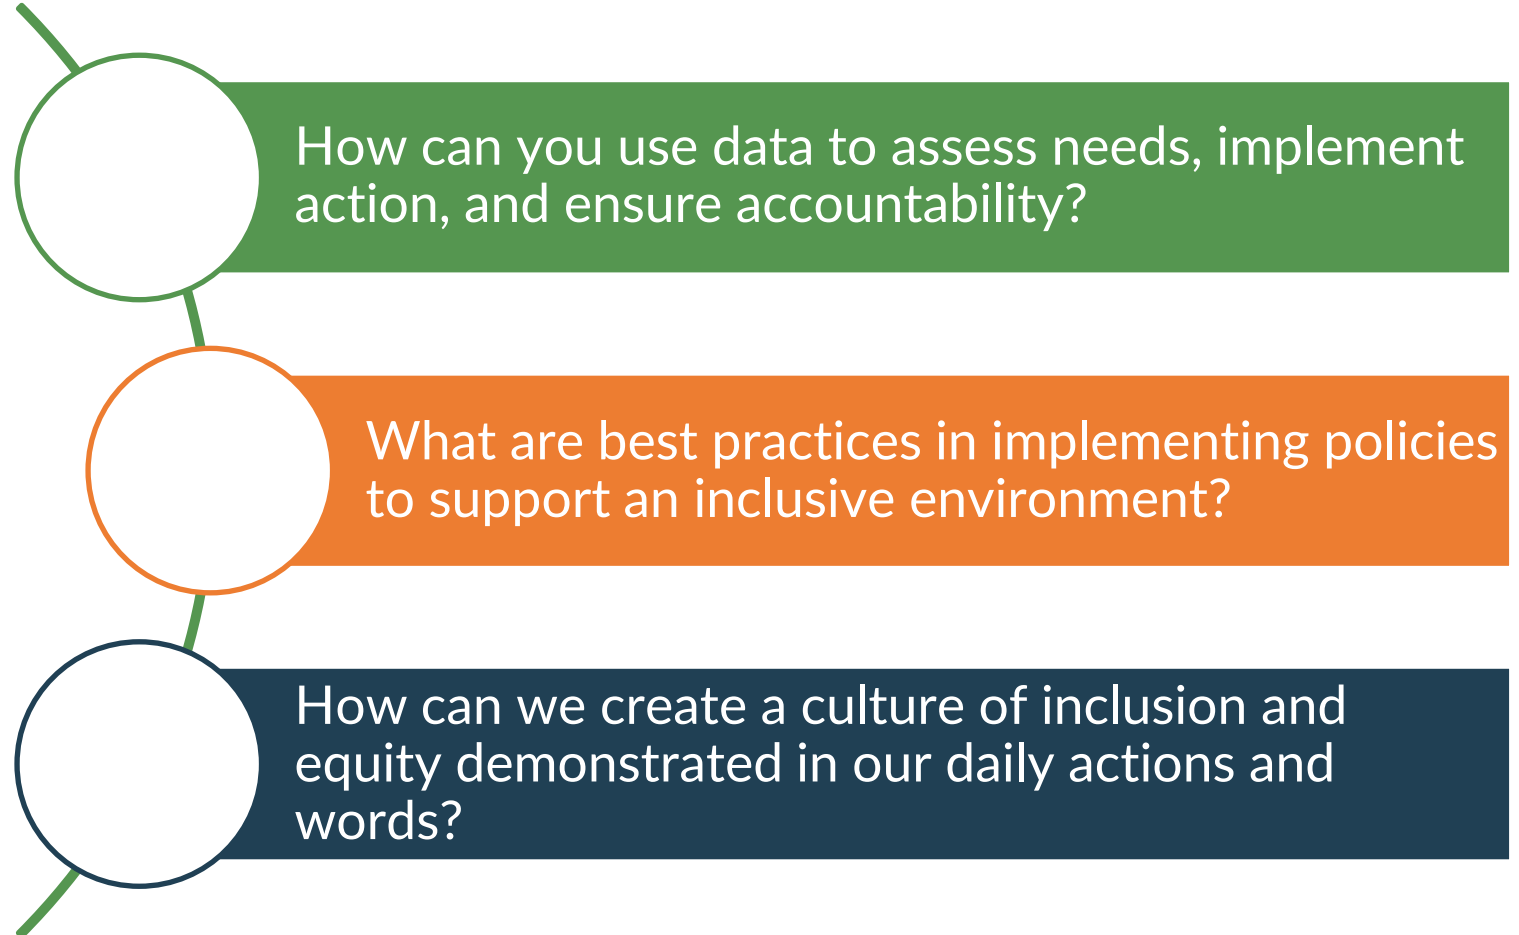 How can you use data to assess needs, implement
action, and ensure accountability?
What are best practices in implementing policies
to support an inclusive environment?
How can we create a culture of inclusion and
equity demonstrated in our daily actions and
words?